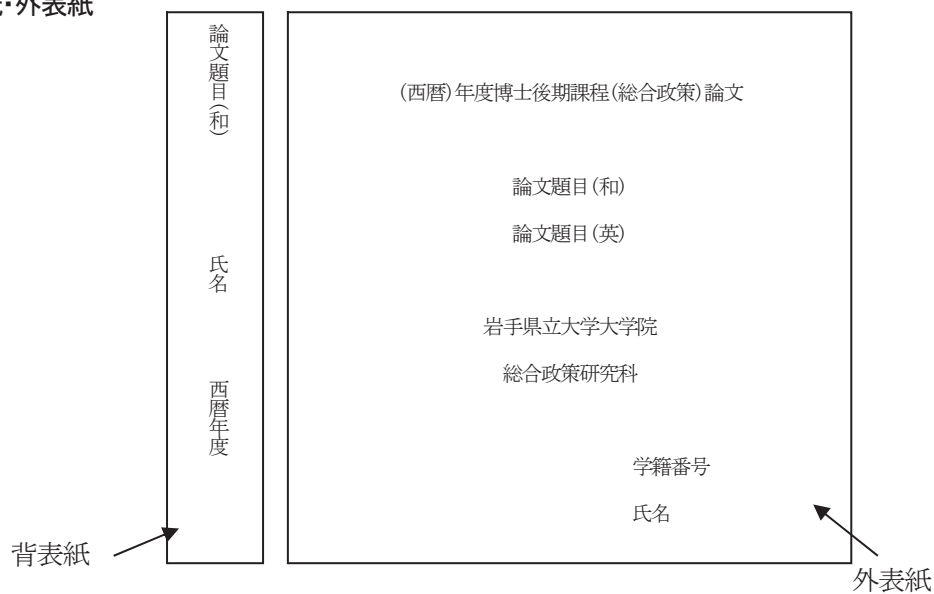 ・外表紙
論文題目(和)
氏名
西暦年度
(西暦)年度博士後期課程(総合政策)論文
論文題目(和)
論文題目(英)
岩手県立大学大学院
総合政策研究科
学籍番号
氏名
背表紙
外表紙